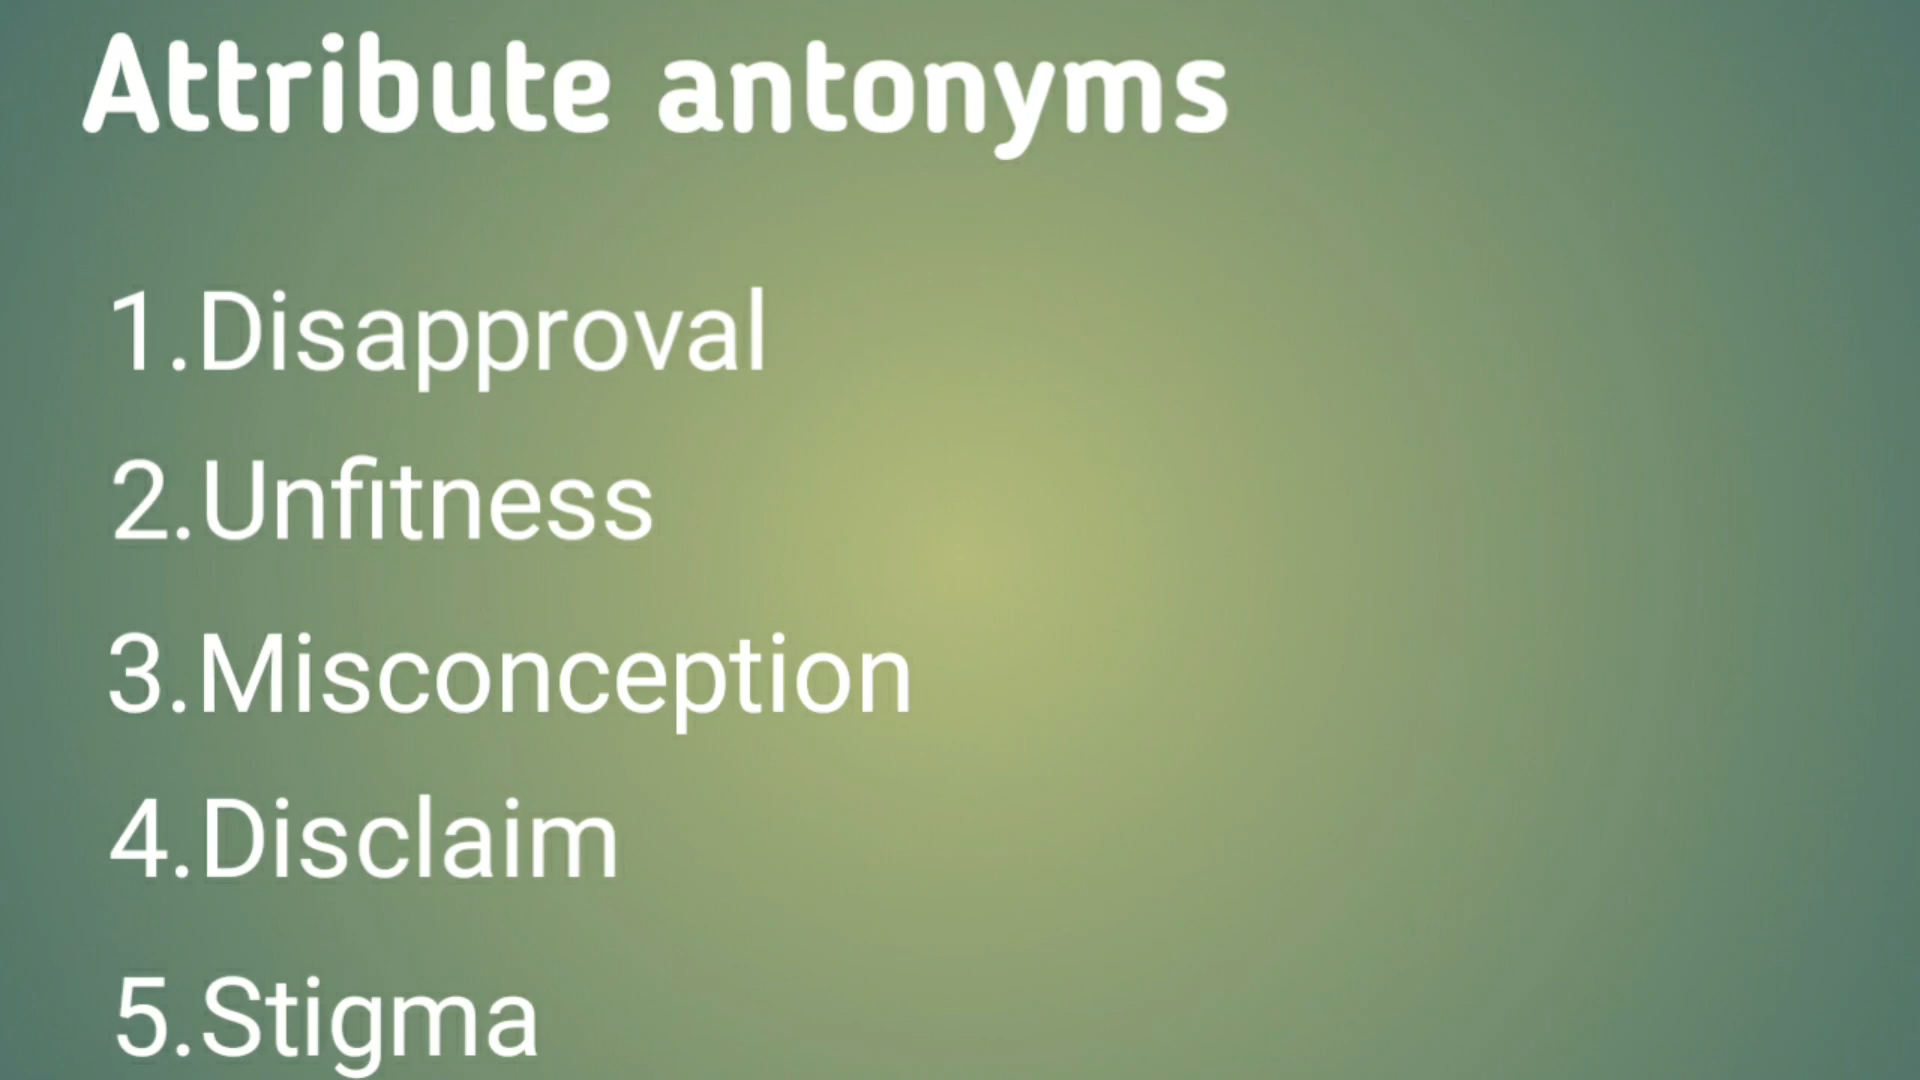 Attribute antonyms
1.Disapproval
2.Unfitness
3.Misconception
4.Disclaim
5.Stigma